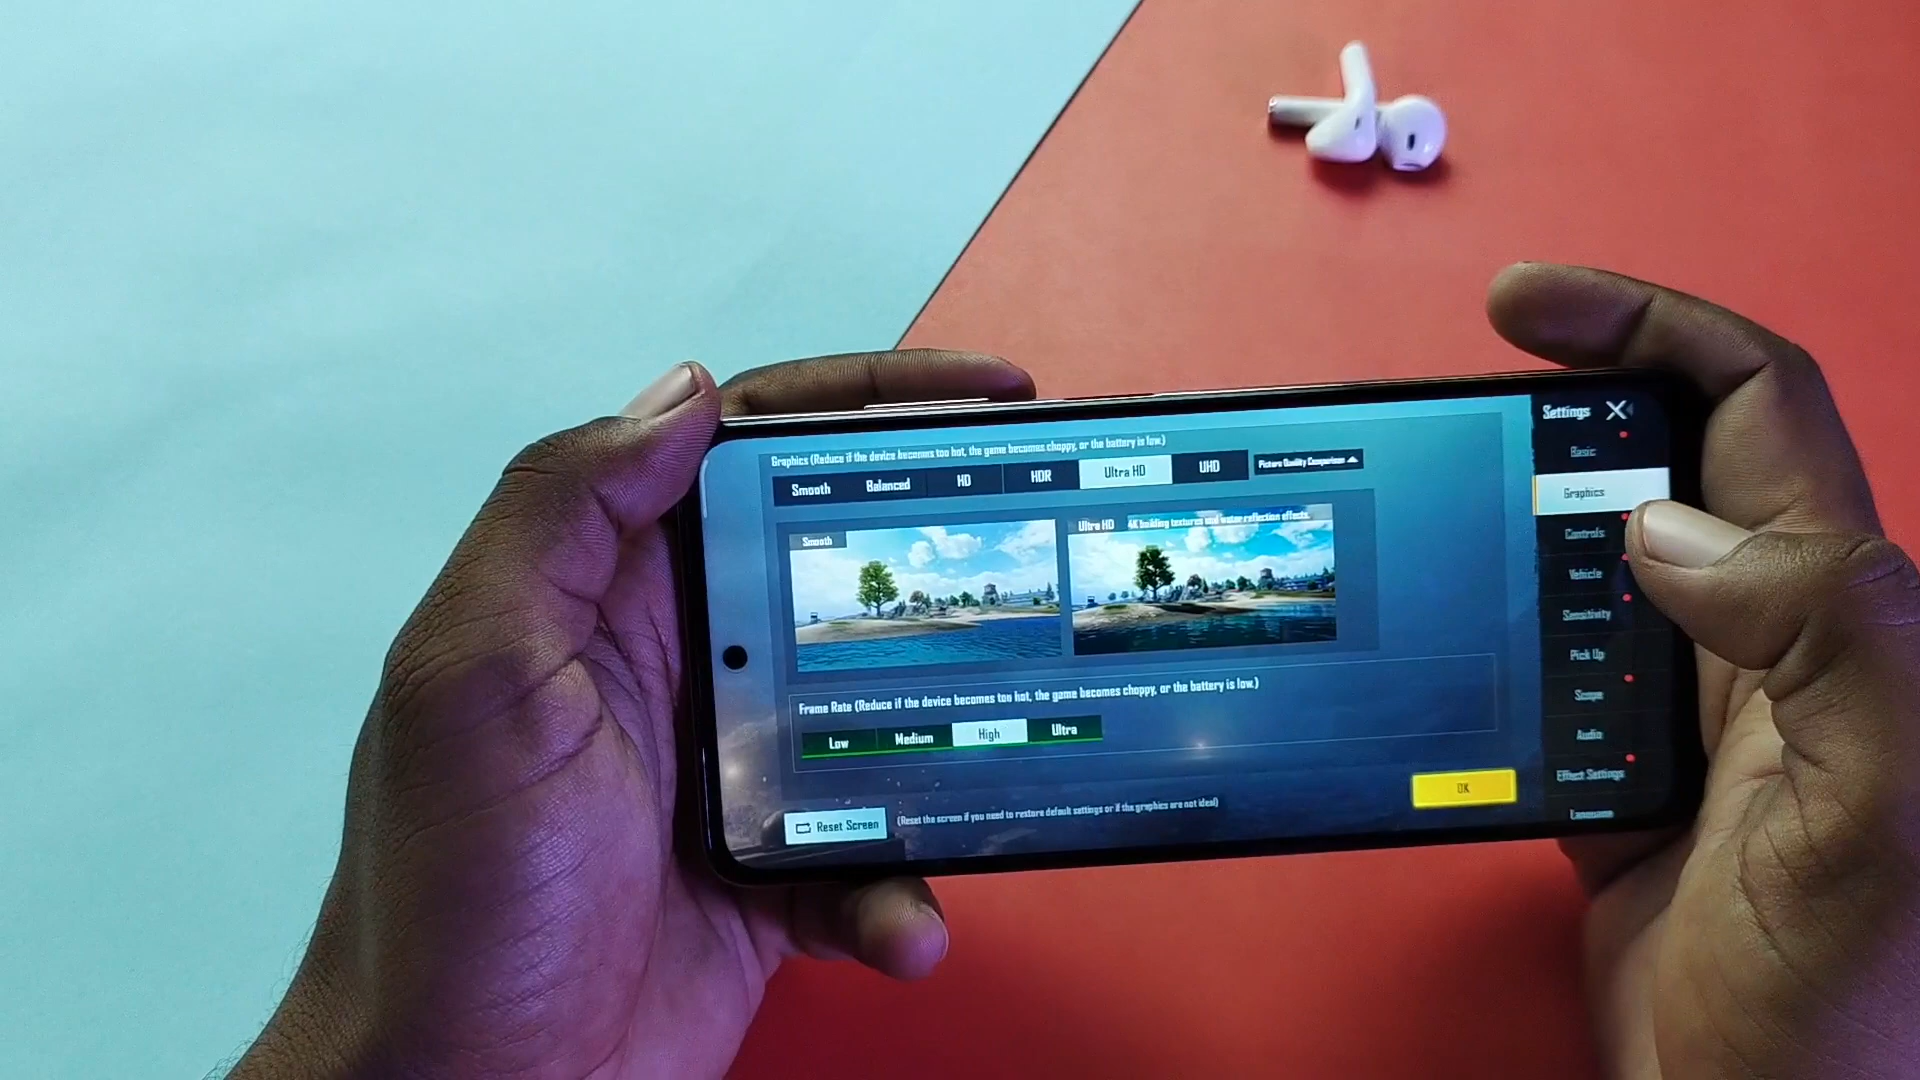 Settings
Graphics (Reduce if the device becomes too hot, the game becomes choppy, or the battery is low.)
Smooth Balanced HD HDR Ultra HD UHD Picture Quality Comparison
Smooth
Ultra HD 4K building textures and water reflection effects.
Frame Rate (Reduce if the device becomes too hot, the game becomes choppy, or the battery is low.)
Low Medium High Ultra
Reset Screen (Reset the screen if you need to restore default settings or if the graphics are not ideal)
OK
Basic
Graphics
Controls
Vehicle
Sensitivity
Pick Up
Scope
Audio
Effect Settings